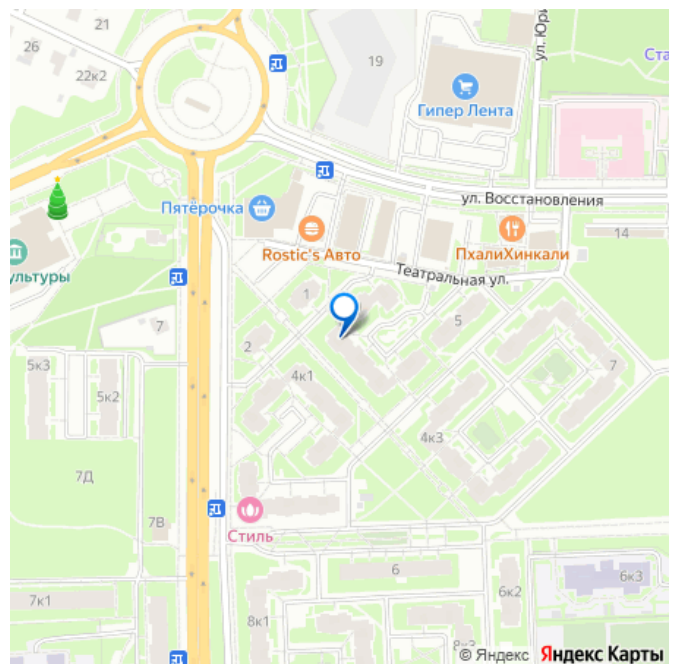 21
26
22к2
19
ул. Юри
Ста
Гипер Лента
ул. Восстановления
Пятёрочка
Rostic's Авто
ПхалиХинкали
14
ультуры
Театральная ул.
1
7
2
5
5к3
5к2
4к1
7
4к3
7Д
7В
Стиль
6
6к2
6к3
7к1
8к1
8к3
© Яндекс Яндекс Карты